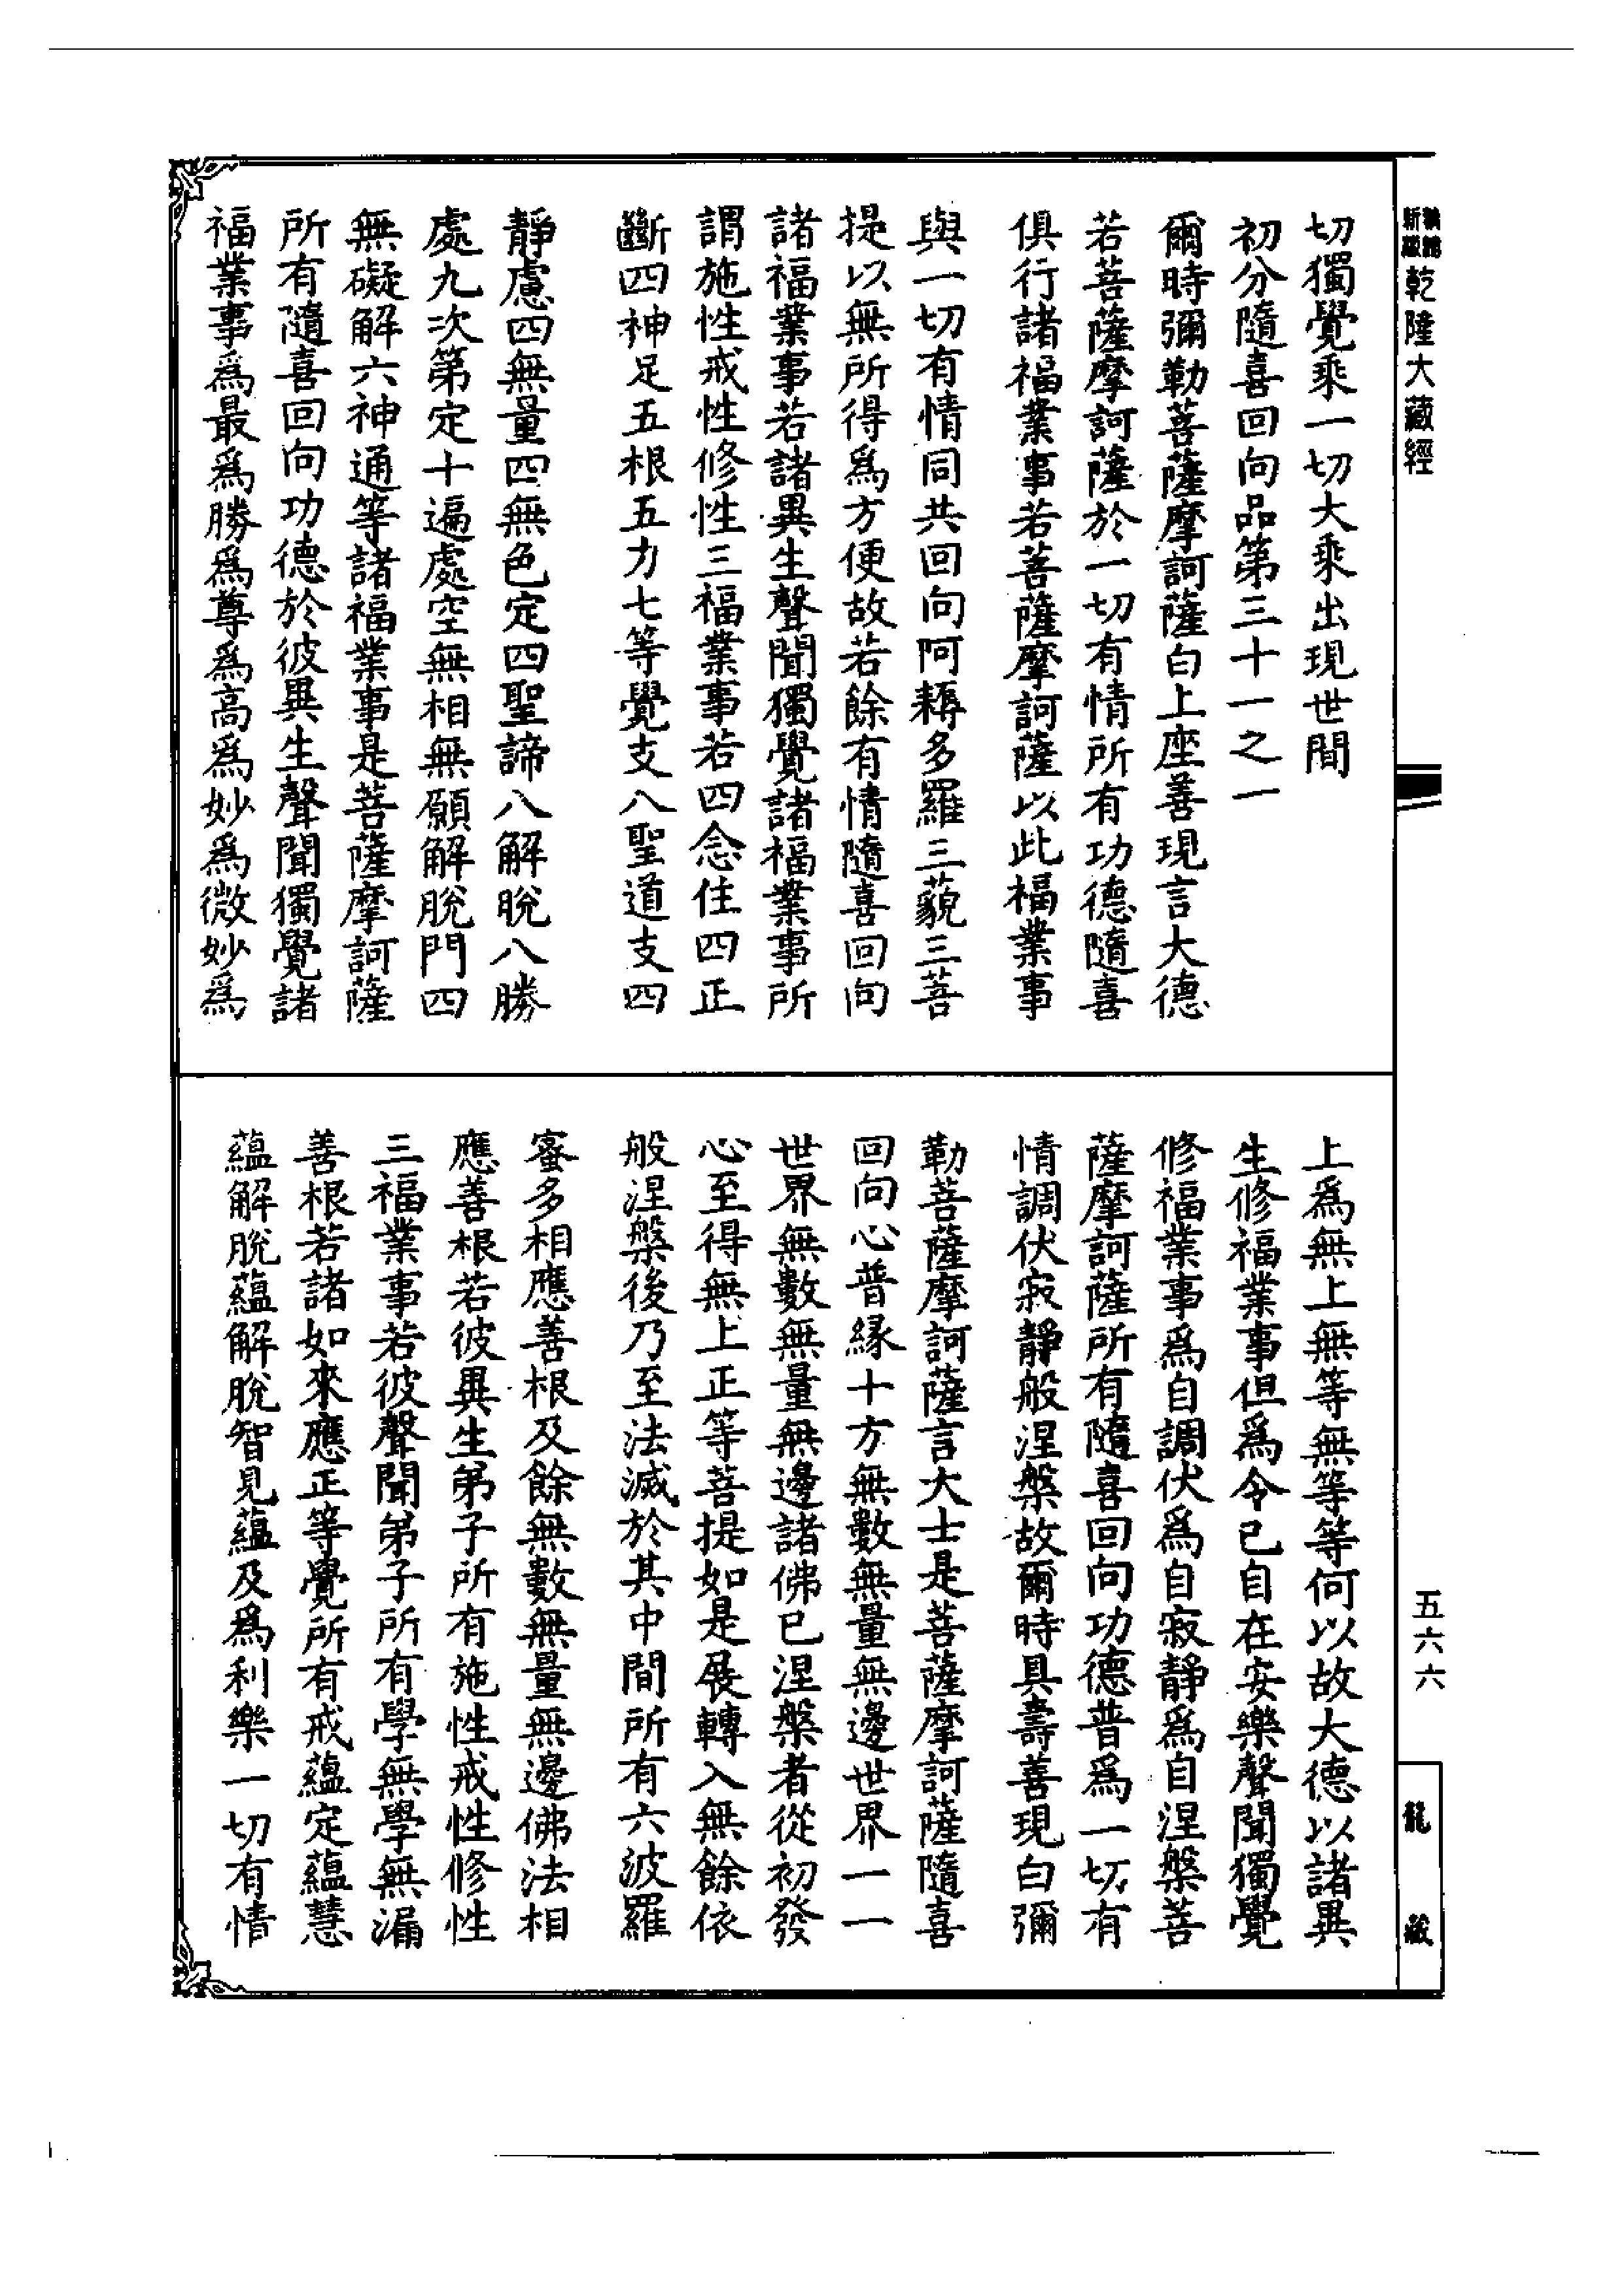 乾隆大藏經
切獨覺乘一切大乘出現世間
初分隨喜回向品第三十一之一
爾時彌勒菩薩摩訶薩白上座善現言大德
若菩薩摩訶薩於一切有情所有功德隨喜
俱行諸福業事若菩薩摩訶薩以此福業事
與一切有情同共回向阿耨多羅三藐三菩
提以無所得爲方便故若餘有情隨喜回向
諸福業事若諸異生聲聞獨覺諸福業事所
謂施性戒性修性三福業事若四念住四正
斷四神足五根五力七等覺支八聖道支四
靜慮四無量四無色定四聖諦八解脫八勝
處九次第定十遍處空無相無願解脫門四
無礙解六神通等諸福業事是菩薩摩訶薩
所有隨喜回向功德於彼異生聲聞獨覺諸
福業事爲最爲勝爲尊爲高爲妙爲微妙爲
上爲無上無等無等等何以故大德以諸異
生修福業事但爲令己自在安樂聲聞獨覺
修福業事爲自調伏爲自寂靜爲自涅槃菩
薩摩訶薩所有隨喜回向功德普爲一切有
情調伏寂靜般涅槃故爾時具壽善現白彌
勒菩薩摩訶薩言大士是菩薩摩訶薩隨喜
回向心普緣十方無數無量無邊世界一一
世界無數無量無邊諸佛已涅槃者從初發
心至得無上正等菩提如是展轉入無餘依
般涅槃後乃至法滅於其中間所有六波羅
蜜多相應善根及餘無數無量無邊佛法相
應善根若彼異生弟子所有施性戒性修性
三福業事若彼聲聞弟子所有學無學無漏
善根若諸如來應正等覺所有戒蘊定蘊慧
蘊解脫蘊解脫智見蘊及爲利樂一切有情
五六六
龍藏